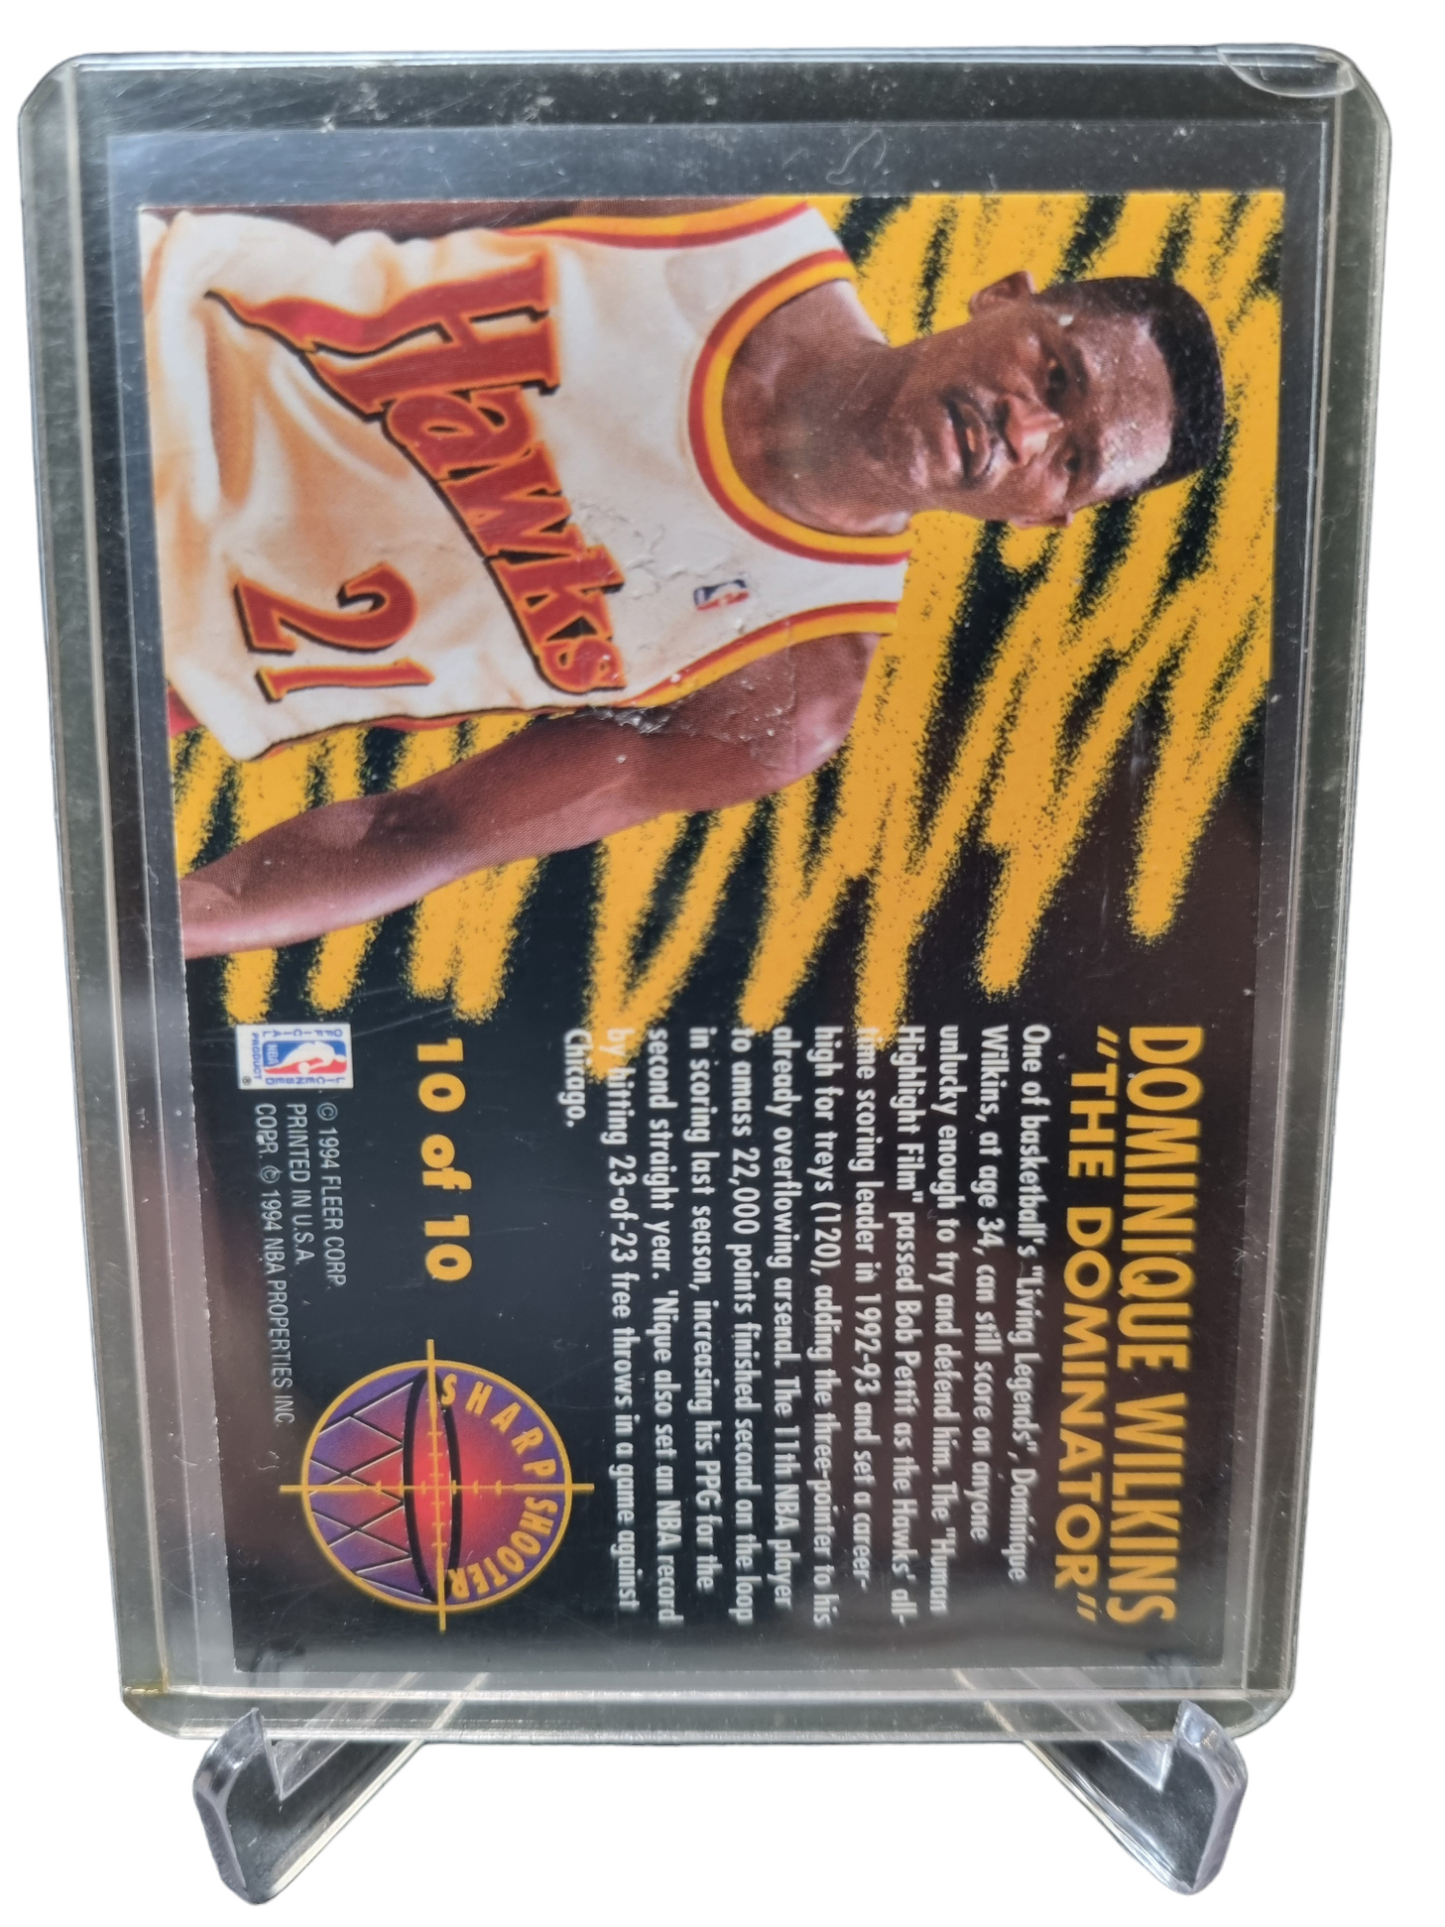 DOMINIQUE WILKINS
"THE DOMINATOR"
One of basketball's "Living Legends", Dominique
Wilkins, at age 34, can still score on anyone
unlucky enough to try and defend him. The "Human
Highlight Film" passed Bob Pettit as the Hawks' all-
time scoring leader in 1992-93 and set a career-
high for treys (120), adding the three-pointer to his
already overflowing arsenal. The 11th NBA player
to amass 22,000 points finished second on the loop
in scoring last season, increasing his PPG for the
second straight year. 'Nique also set an NBA record
by hitting 23-of-23 free throws in a game against
Chicago.
10 of 10
SHARPSHOOTER
© 1994 FLEER CORP.
PRINTED IN U.S.A.
CORP. © 1994 NBA PROPERTIES INC.
OFFICIAL LICENSED
NBA
PRODUCT
®
Hawks
21